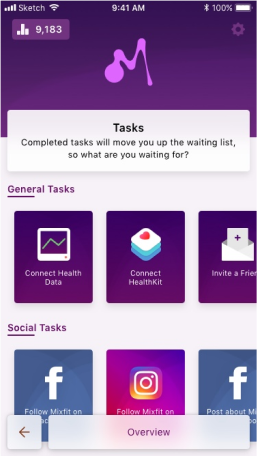 Sketch 9:41 AM 100%
9,183
Tasks
Completed tasks will move you up the waiting list,
so what are you waiting for?
General Tasks
Connect Health
Data
Connect
HealthKit
Invite a Frie
Social Tasks
Follow Mixfit on
Follow Mixfit on
Post about Mi
Overview